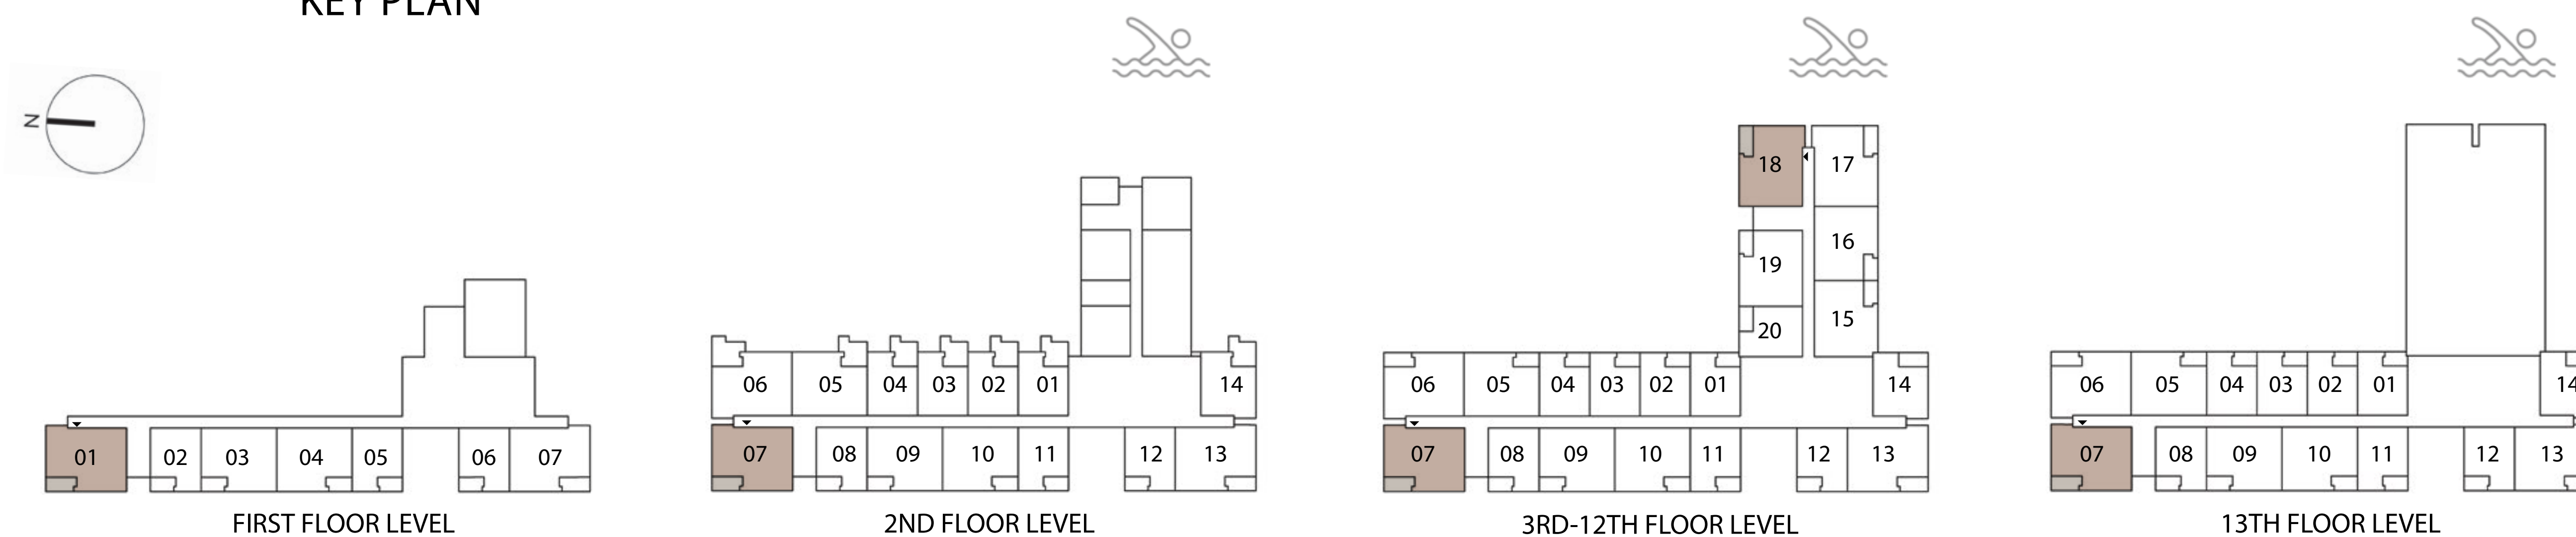 KEY PLAN
N
01 02 03 04 05 06 07
FIRST FLOOR LEVEL
06 05 04 03 02 01 14
07 08 09 10 11 12 13
2ND FLOOR LEVEL
18 17
16
19
15
20
06 05 04 03 02 01 14
07 08 09 10 11 12 13
3RD-12TH FLOOR LEVEL
06 05 04 03 02 01 14
07 08 09 10 11 12 13
13TH FLOOR LEVEL